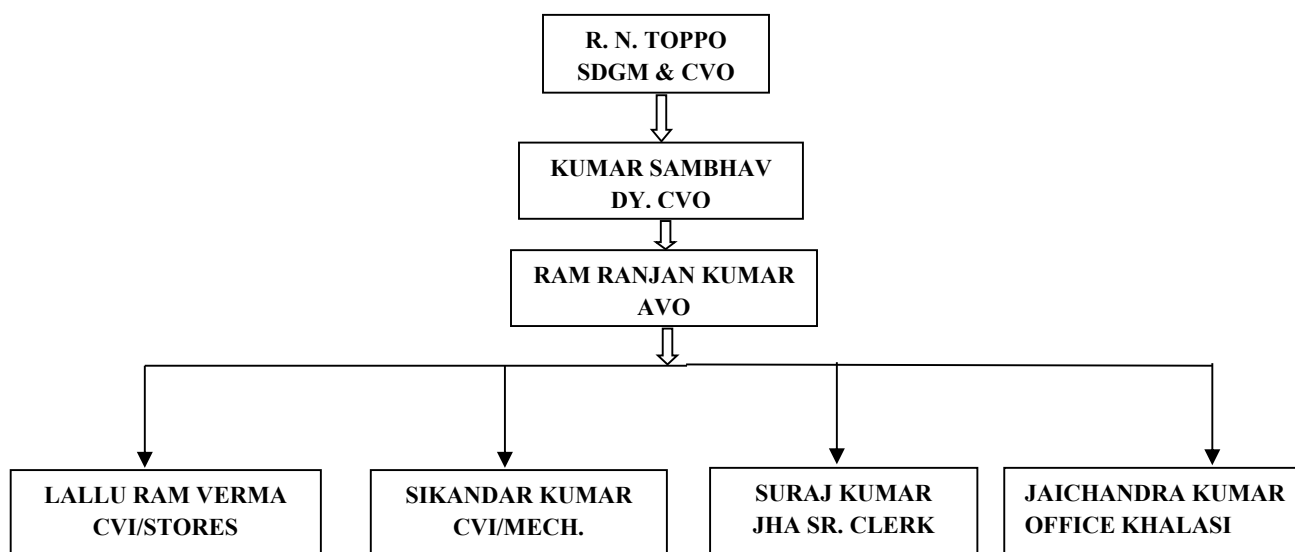 R. N. TOPPO
SDGM & CVO
KUMAR SAMBHAV
DY. CVO
RAM RANJAN KUMAR
AVO
LALLU RAM VERMA
CVI/STORES
SIKANDAR KUMAR
CVI/MECH.
SURAJ KUMAR
JHA SR. CLERK
JAICHANDRA KUMAR
OFFICE KHALASI